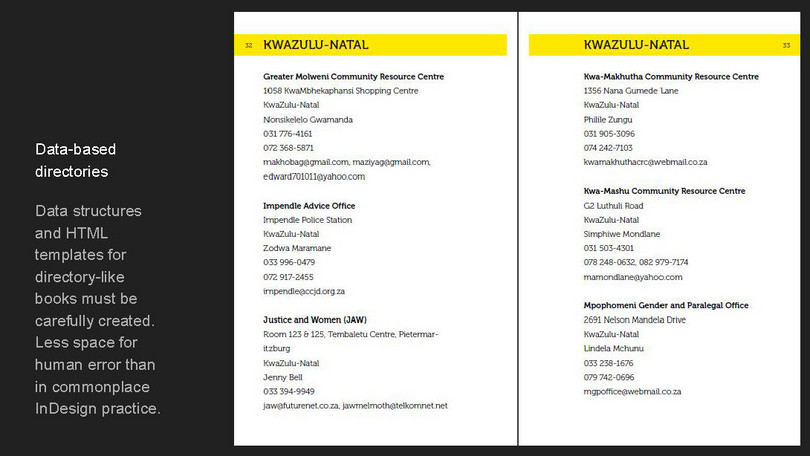 Data-based
directories
Data structures
and HTML
templates for
directory-like
books must be
carefully created.
Less space for
human error than
in commonplace
InDesign practice.
32 KWAZULU-NATAL
Greater Molweni Community Resource Centre
1058 KwaMbhekaphansi Shopping Centre
KwaZulu-Natal
Nonsikelelo Gwamanda
031 776-4161
072 368-5871
makhobag@gmail.com, maziyag@gmail.com,
edward701011@yahoo.com
Impendle Advice Office
Impendle Police Station
KwaZulu-Natal
Zodwa Maramane
033 996-0479
072 917-2455
impendle@ccjd.org.za
Justice and Women (JAW)
Room 123 & 125, Tembaletu Centre, Pietermar-
itzburg
KwaZulu-Natal
Jenny Bell
033 394-9949
jaw@futurenet.co.za, jawmelmoth@telkomnet.net
KWAZULU-NATAL 33
Kwa-Makhutha Community Resource Centre
1356 Nana Gumede Lane
KwaZulu-Natal
Philile Zungu
031 905-3096
074 242-7103
kwamakhuthacrc@webmail.co.za
Kwa-Mashu Community Resource Centre
G2 Luthuli Road
KwaZulu-Natal
Simphiwe Mondlane
031 503-4301
078 248-0632, 082 979-7174
mamondlane@yahoo.com
Mpophomeni Gender and Paralegal Office
2691 Nelson Mandela Drive
KwaZulu-Natal
Lindela Mchunu
033 238-1676
079 742-0696
mgpoffice@webmail.co.za